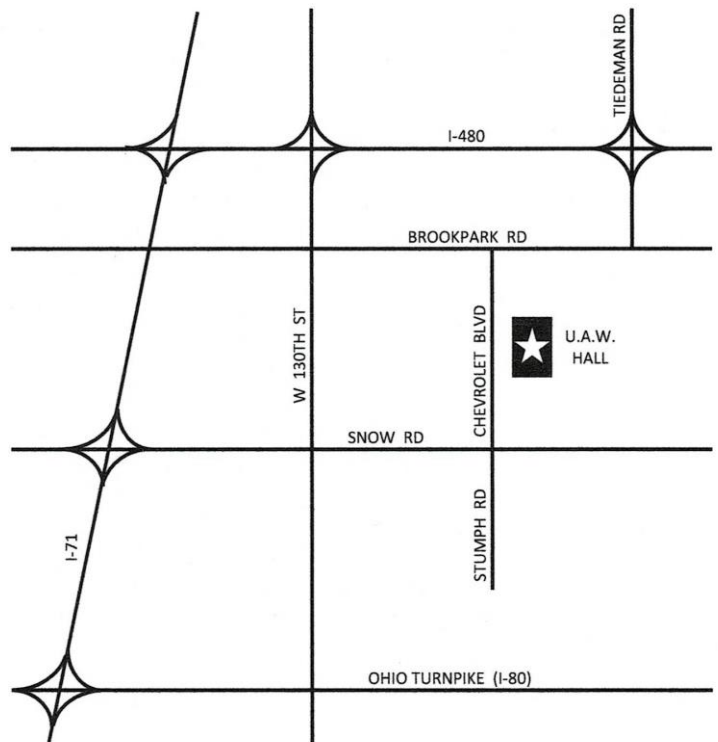 TIEDEMAN RD
I-480
BROOKPARK RD
W 130TH ST
CHEVROLET BLVD
U.A.W.
HALL
SNOW RD
I-71
STUMPH RD
OHIO TURNPIKE (I-80)